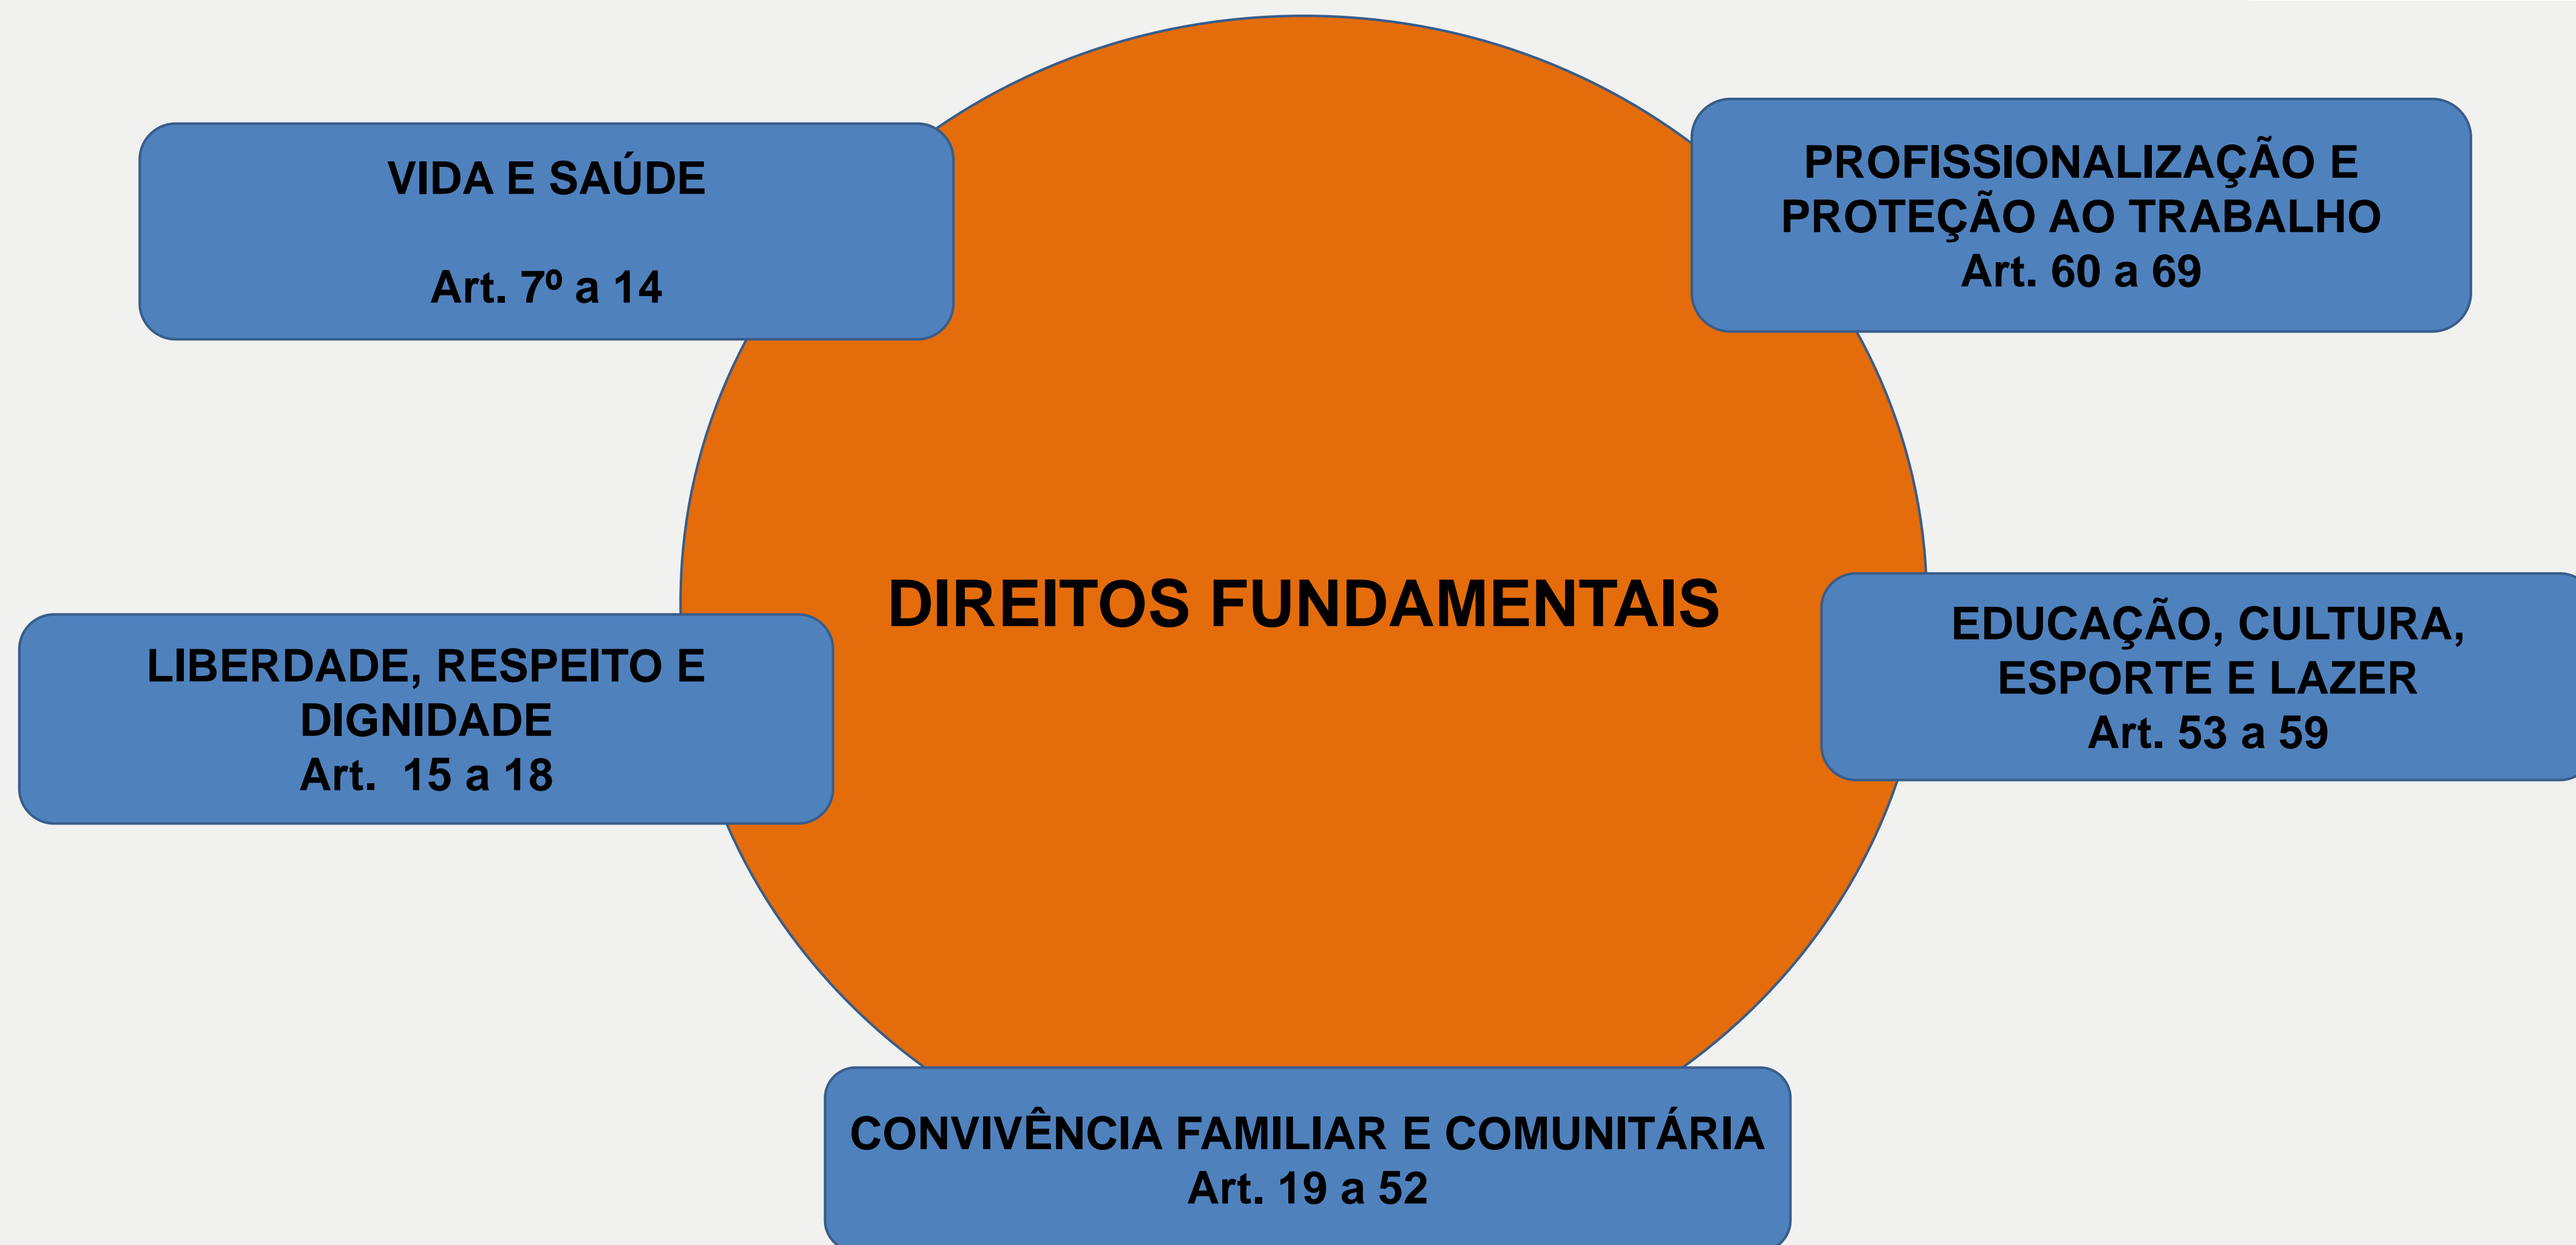 VIDA E SAÚDE
Art. 7º a 14
PROFISSIONALIZAÇÃO E
PROTEÇÃO AO TRABALHO
Art. 60 a 69
DIREITOS FUNDAMENTAIS
LIBERDADE, RESPEITO E
DIGNIDADE
Art.  15 a 18
EDUCAÇÃO, CULTURA,
ESPORTE E LAZER
Art. 53 a 59
CONVIVÊNCIA FAMILIAR E COMUNITÁRIA
Art. 19 a 52